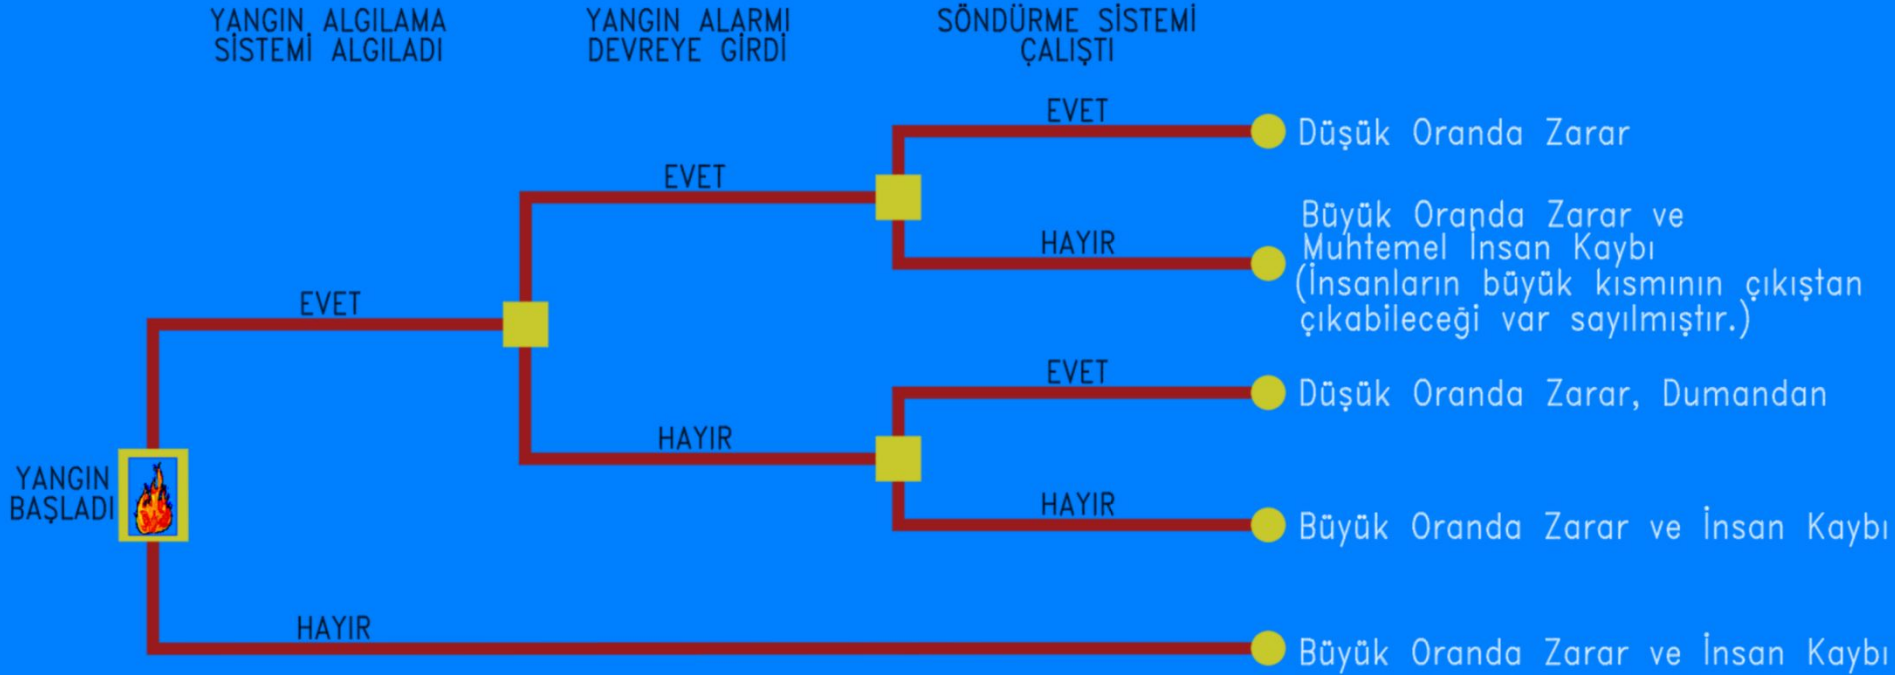 YANGIN ALGILAMA
SİSTEMİ ALGILADI
YANGIN ALARMI
DEVREYE GİRDİ
SÖNDÜRME SİSTEMİ
ÇALIŞTI
EVET
Düşük Oranda Zarar
EVET
Büyük Oranda Zarar ve
Muhtemel İnsan Kaybı
(İnsanların büyük kısmının çıkıştan
çıkabileceği var sayılmıştır.)
HAYIR
EVET
EVET
Düşük Oranda Zarar, Dumandan
HAYIR
YANGIN
BAŞLADI
HAYIR
Büyük Oranda Zarar ve İnsan Kaybı
HAYIR
Büyük Oranda Zarar ve İnsan Kaybı